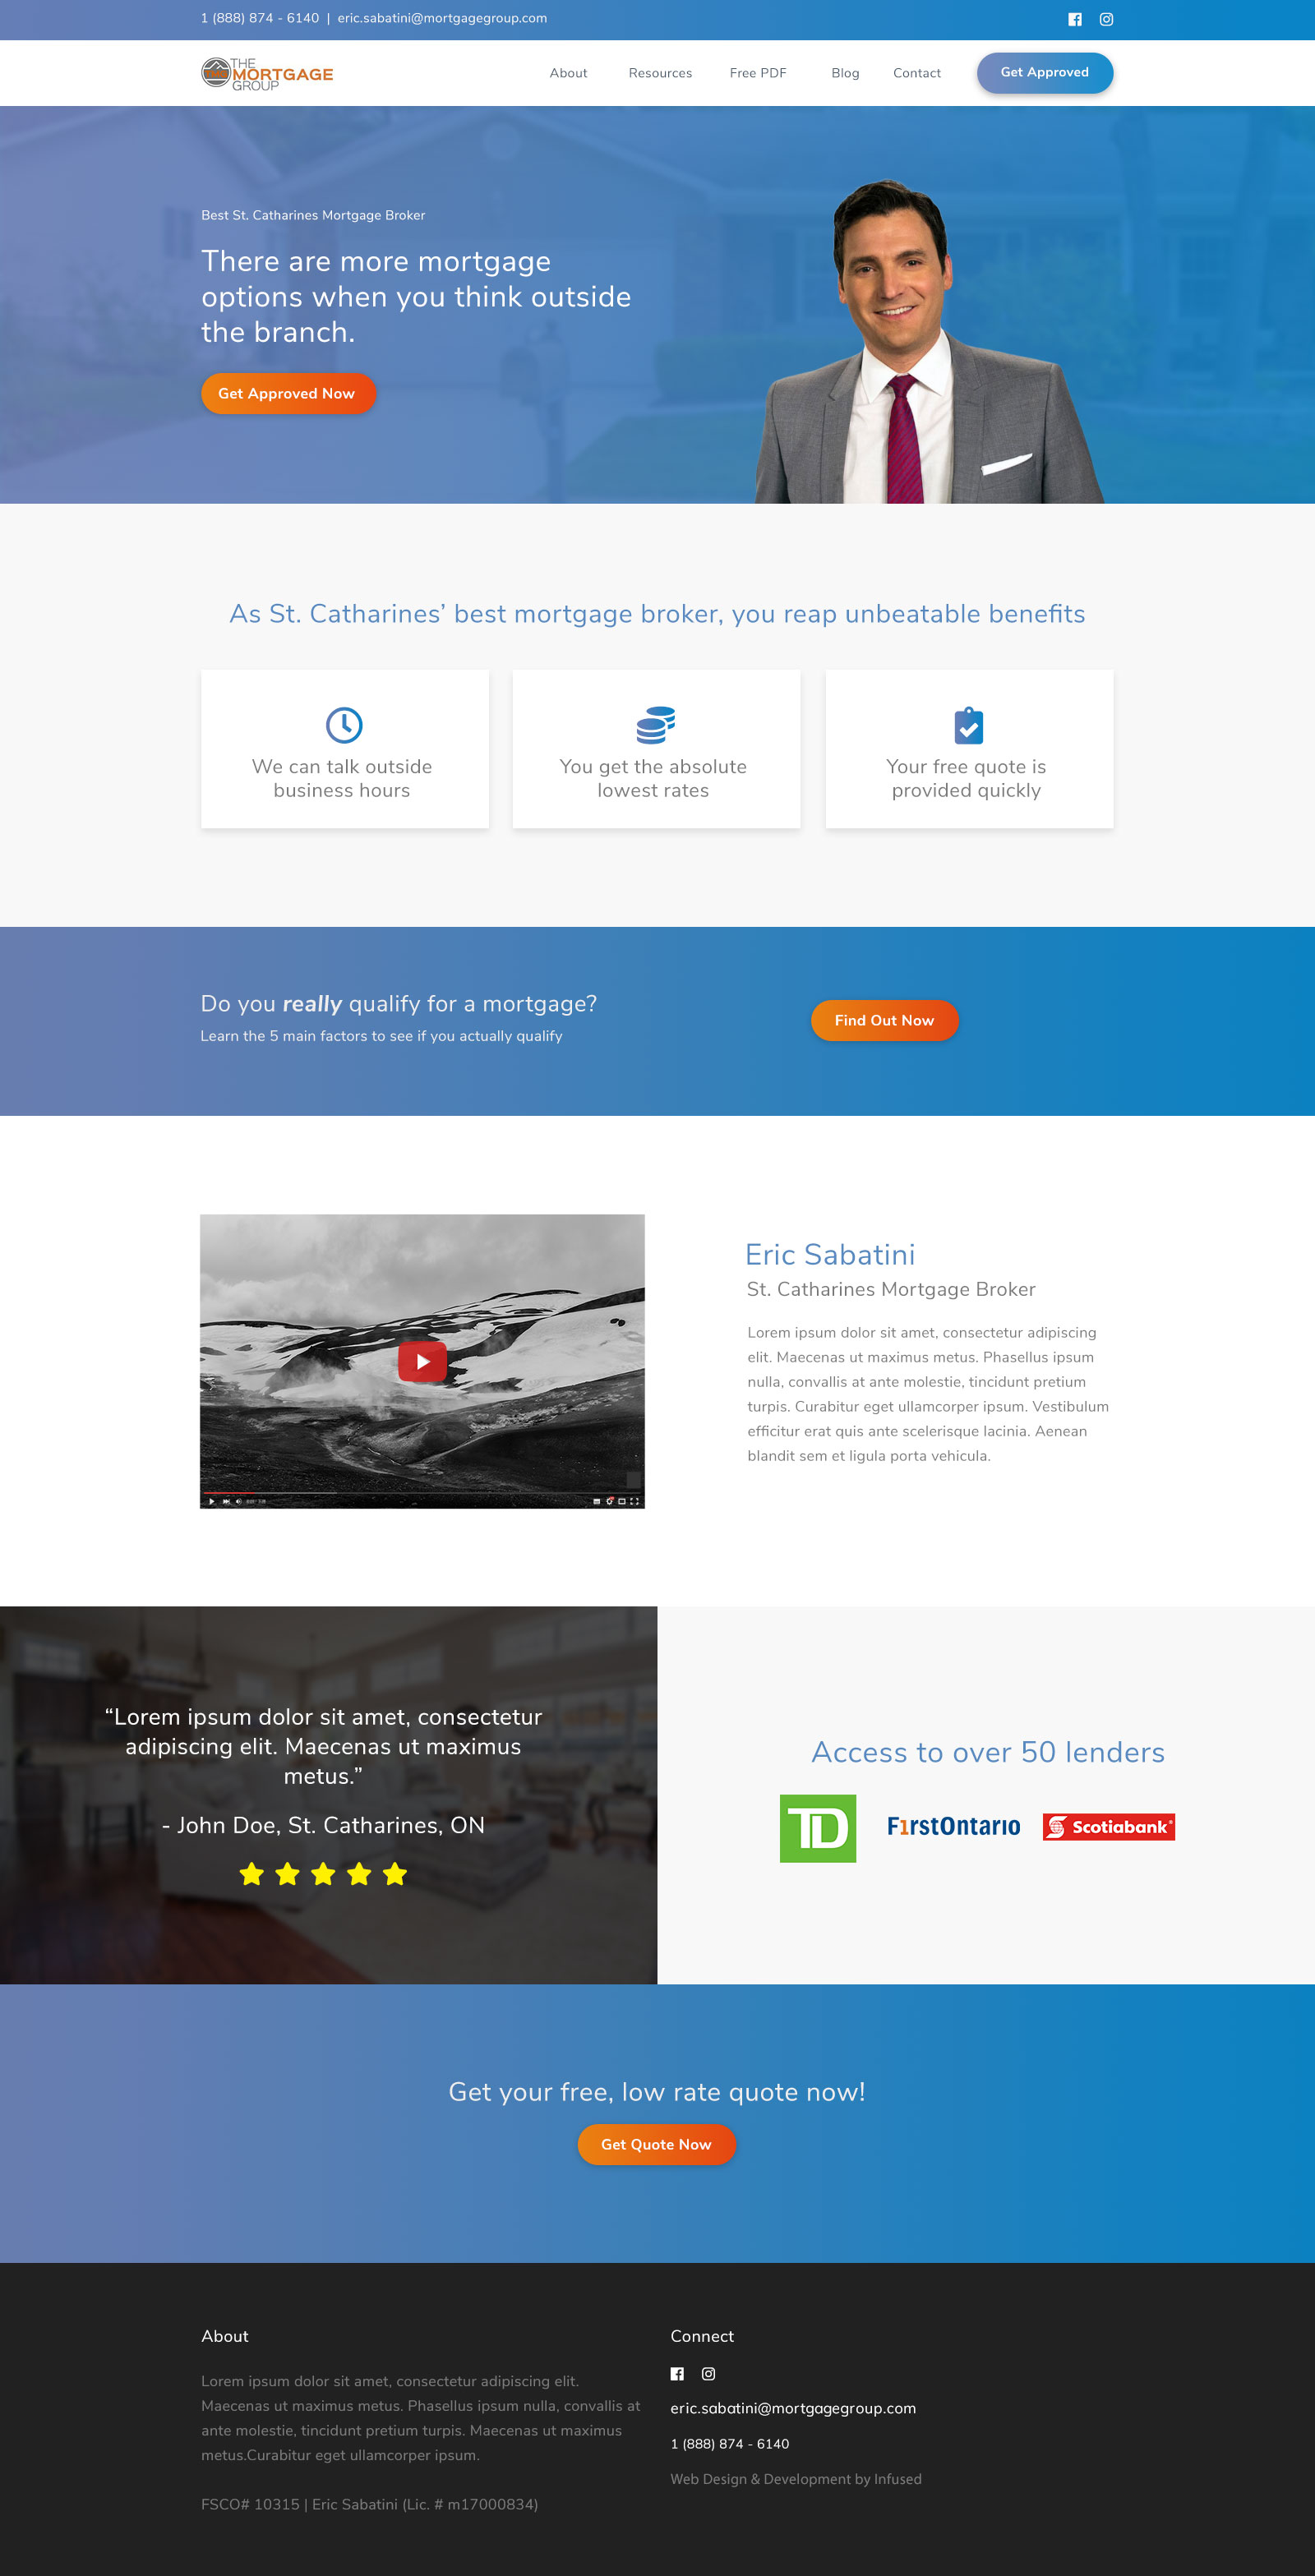 1 (888) 874 - 6140 | eric.sabatini@mortgagegroup.com
THE
MORTGAGE
GROUP
About Resources Free PDF Blog Contact Get Approved
Best St. Catharines Mortgage Broker
There are more mortgage
options when you think outside
the branch.
Get Approved Now
As St. Catharines’ best mortgage broker, you reap unbeatable benefits
We can talk outside
business hours
You get the absolute
lowest rates
Your free quote is
provided quickly
Do you really qualify for a mortgage?
Learn the 5 main factors to see if you actually qualify
Find Out Now
Eric Sabatini
St. Catharines Mortgage Broker
Lorem ipsum dolor sit amet, consectetur adipiscing
elit. Maecenas ut maximus metus. Phasellus ipsum
nulla, convallis at ante molestie, tincidunt pretium
turpis. Curabitur eget ullamcorper ipsum. Vestibulum
efficitur erat quis ante scelerisque lacinia. Aenean
blandit sem et ligula porta vehicula.
“Lorem ipsum dolor sit amet, consectetur
adipiscing elit. Maecenas ut maximus
metus.”
- John Doe, St. Catharines, ON
Access to over 50 lenders
TD
FirstOntario
Scotiabank
Get your free, low rate quote now!
Get Quote Now
About
Lorem ipsum dolor sit amet, consectetur adipiscing elit.
Maecenas ut maximus metus. Phasellus ipsum nulla, convallis at
ante molestie, tincidunt pretium turpis. Maecenas ut maximus
metus.Curabitur eget ullamcorper ipsum.
FSCO# 10315 | Eric Sabatini (Lic. # m17000834)
Connect
eric.sabatini@mortgagegroup.com
1 (888) 874 - 6140
Web Design & Development by Infused